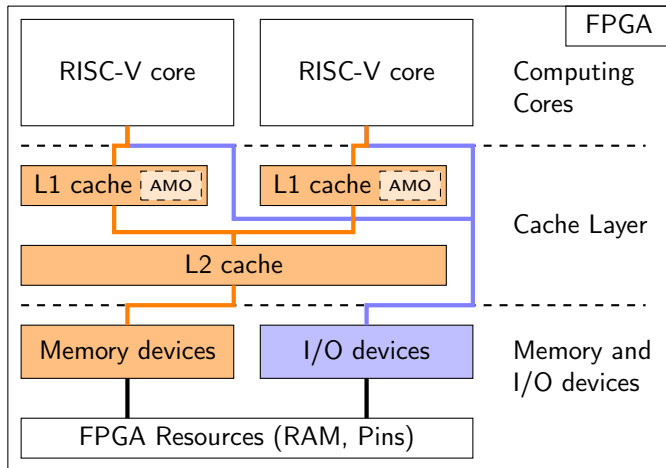 FPGA
RISC-V core
RISC-V core
Computing
Cores
L1 cache AMO
L1 cache AMO
L2 cache
Cache Layer
Memory devices
I/O devices
Memory and
I/O devices
FPGA Resources (RAM, Pins)